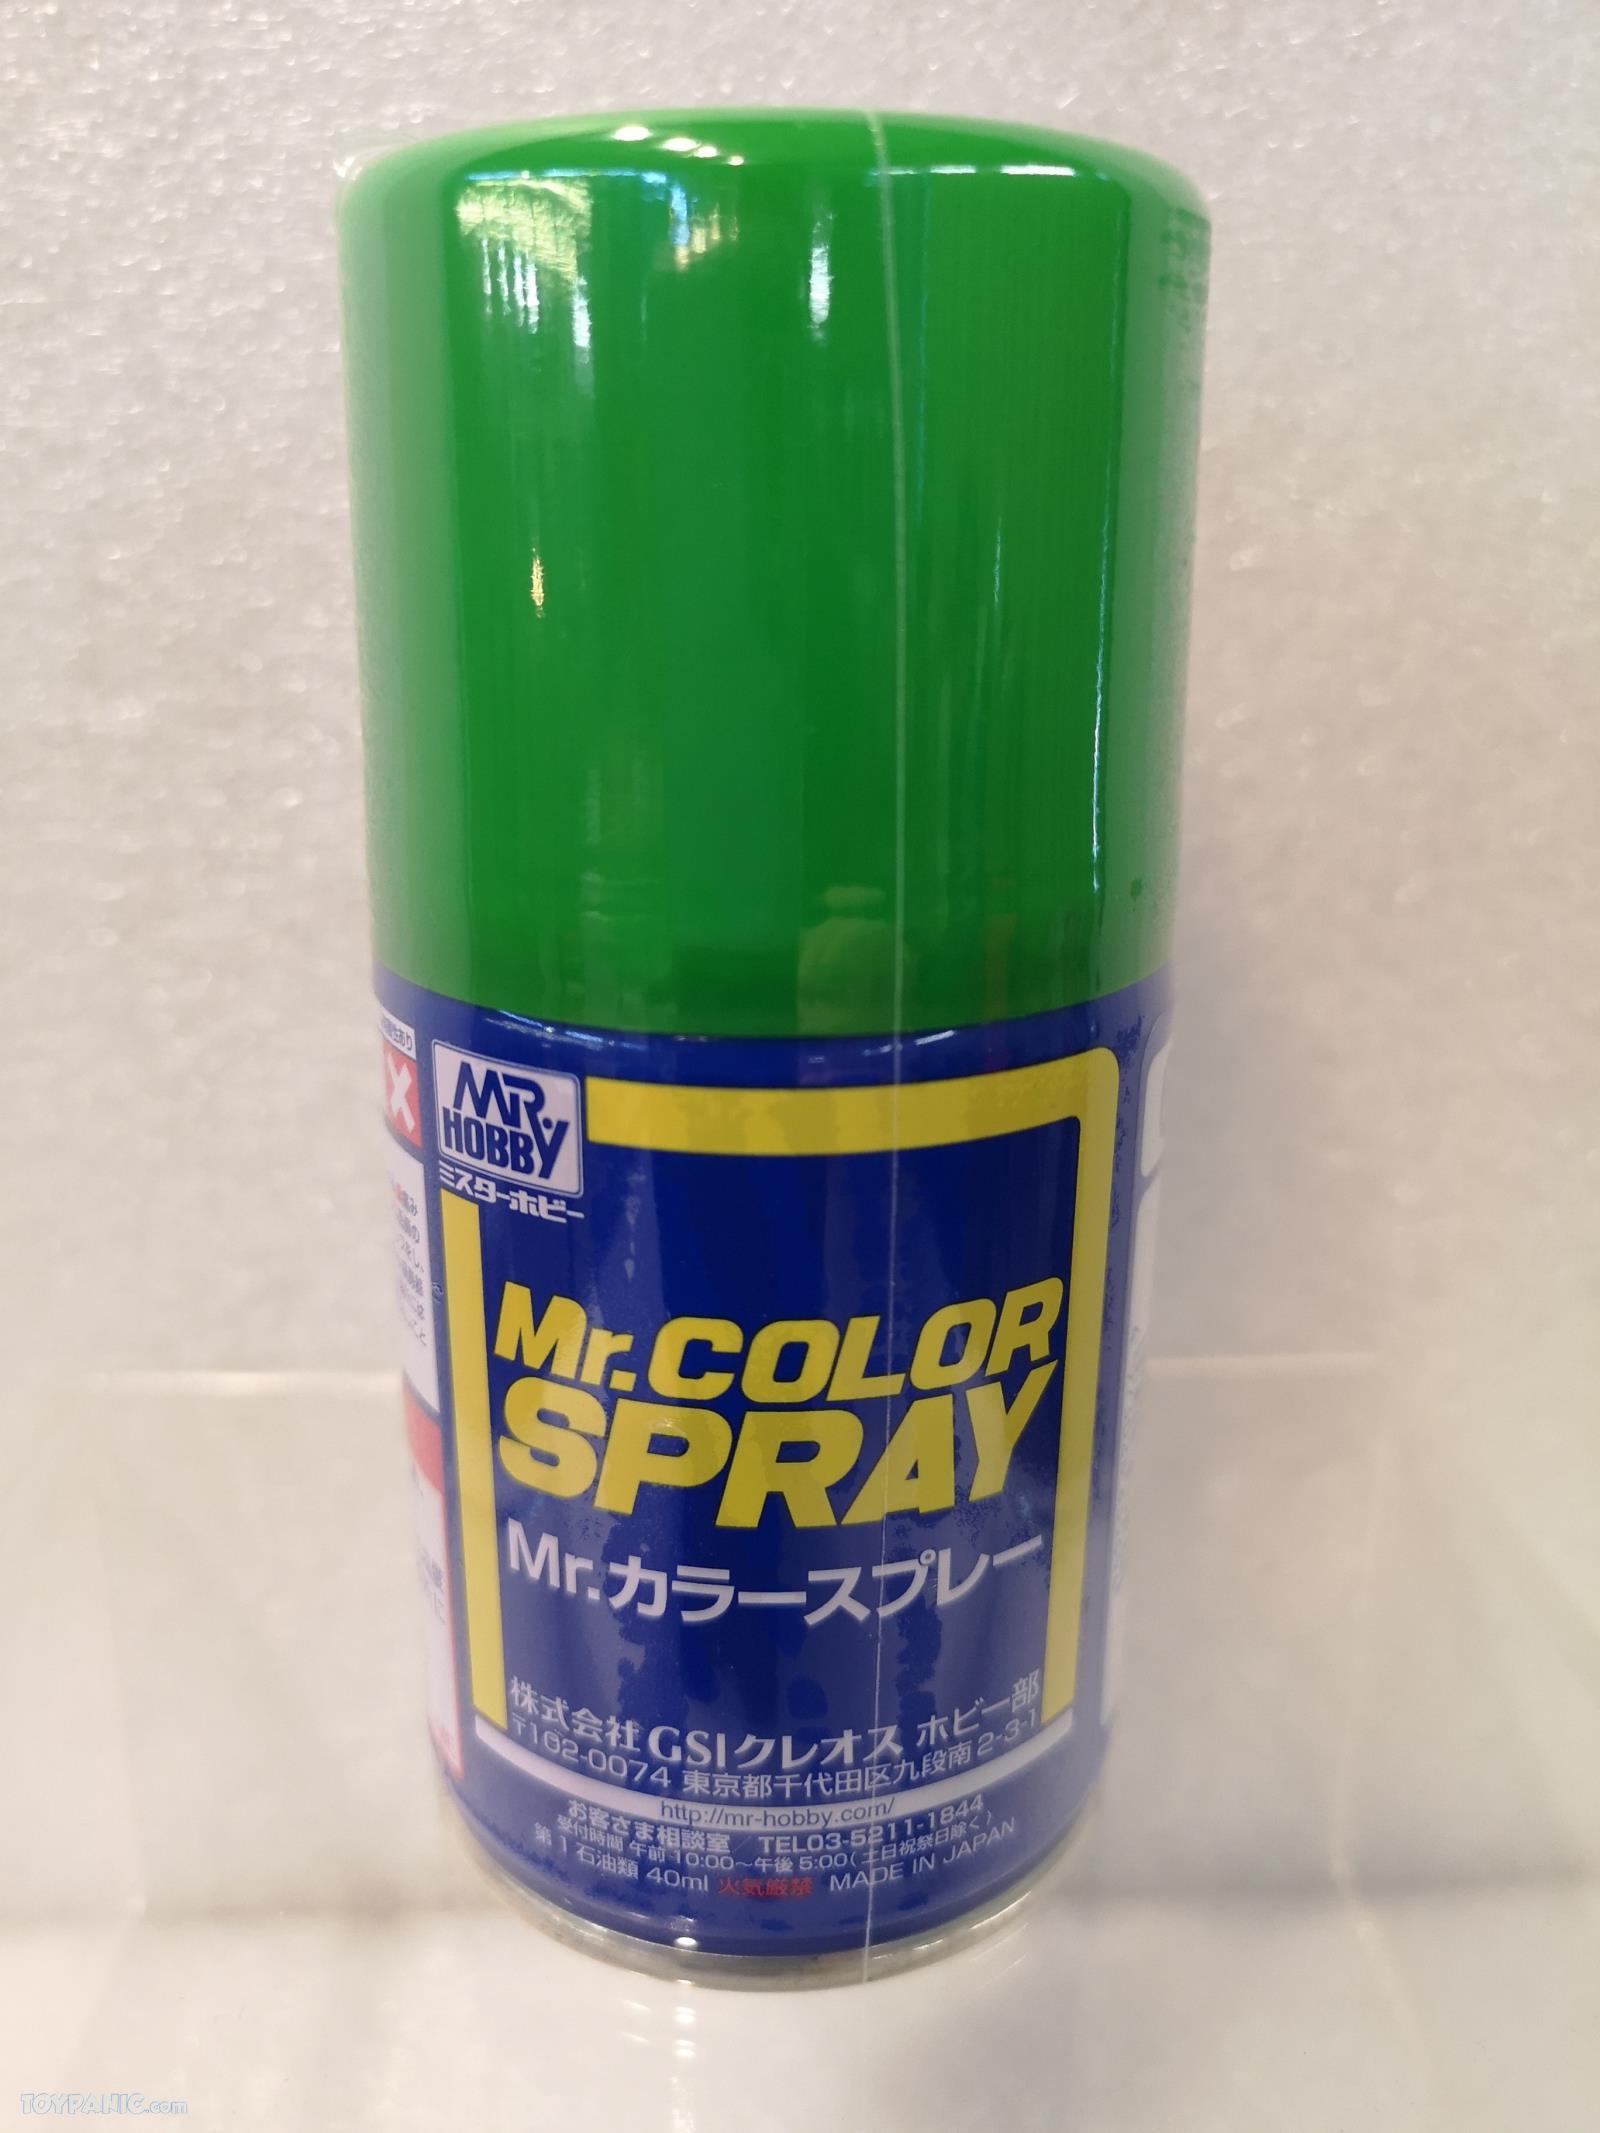 MR.
HOBBY
ミスターホビー
Mr.COLOR
SPRAY
Mr.カラースプレー
株式会社 GSIクレオス ホビー部
〒102-0074 東京都千代田区九段南2-3-1
http://mr-hobby.com/
お客さま相談室 TEL03-5211-1844
受付時間 午前10:00～午後5:00(土日祝祭日除く)
第1石油類 40ml 火気厳禁 MADE IN JAPAN
TOYPANIC.com